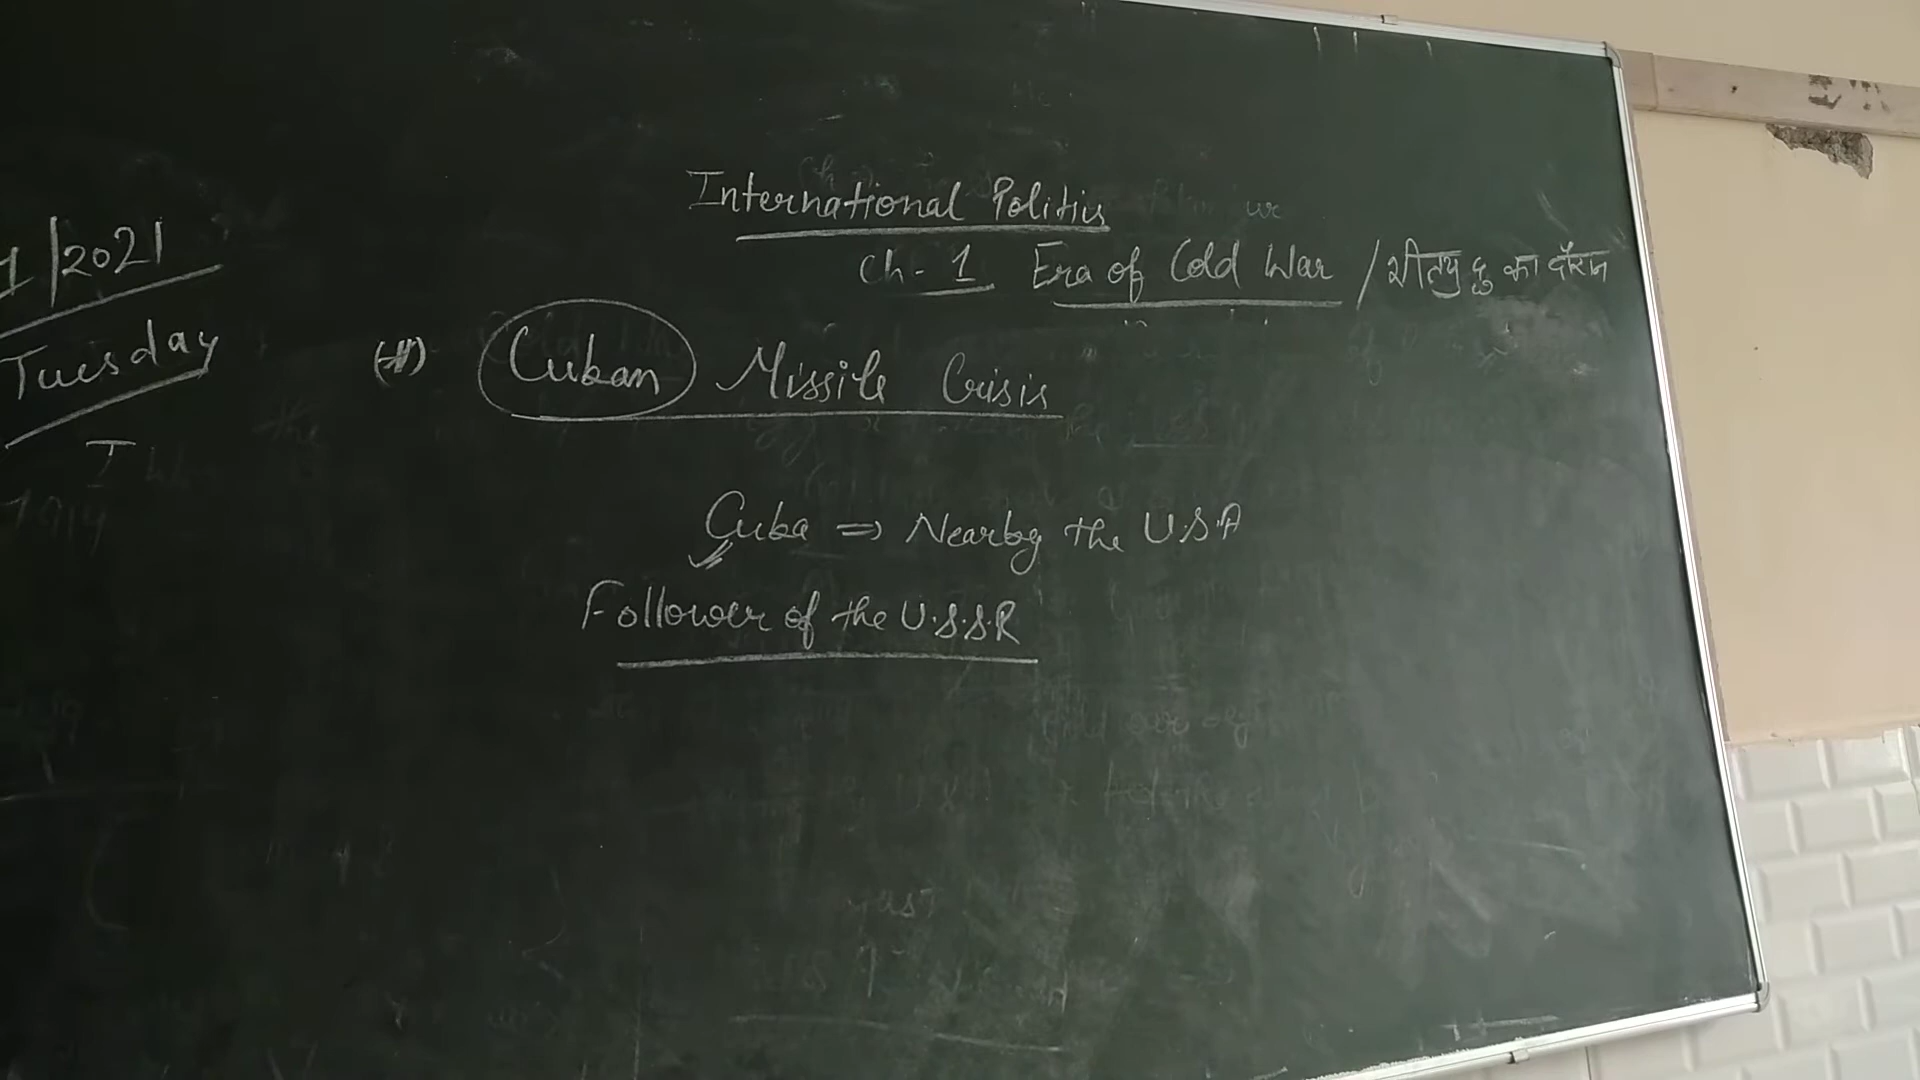 1/2021
Tuesday
International Politics
Ch-1 Era of Cold War / शीतयुद्ध का दौरान
(#) Cuban Missile Crisis
Cuba => Nearby the U.S.A
Follower of the U.S.S.R